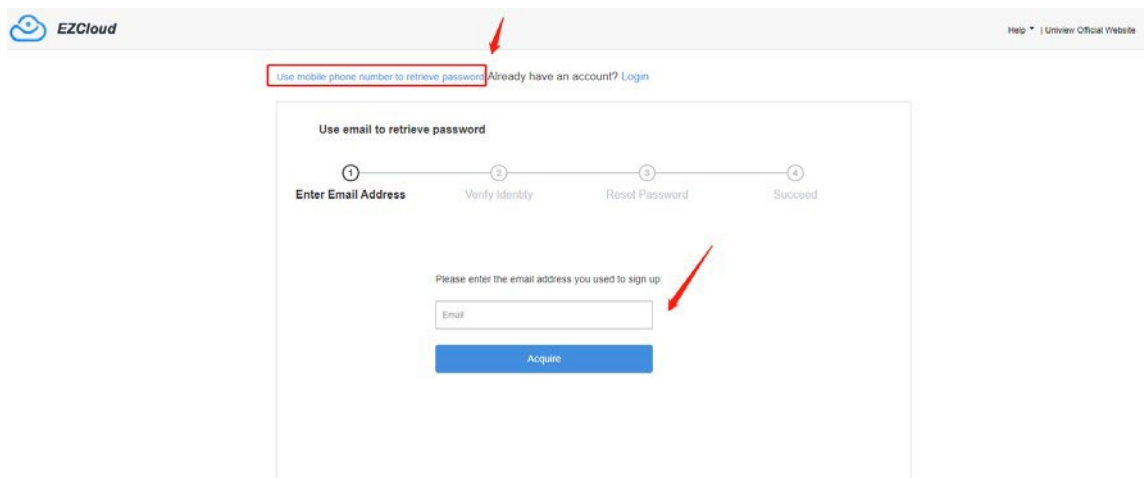 EZCloud
Help | Uniview Official Website
Use mobile phone number to retrieve password Already have an account? Login
Use email to retrieve password
1 2 3 4
Enter Email Address Verify Identity Reset Password Succeed
Please enter the email address you used to sign up:
Email
Acquire